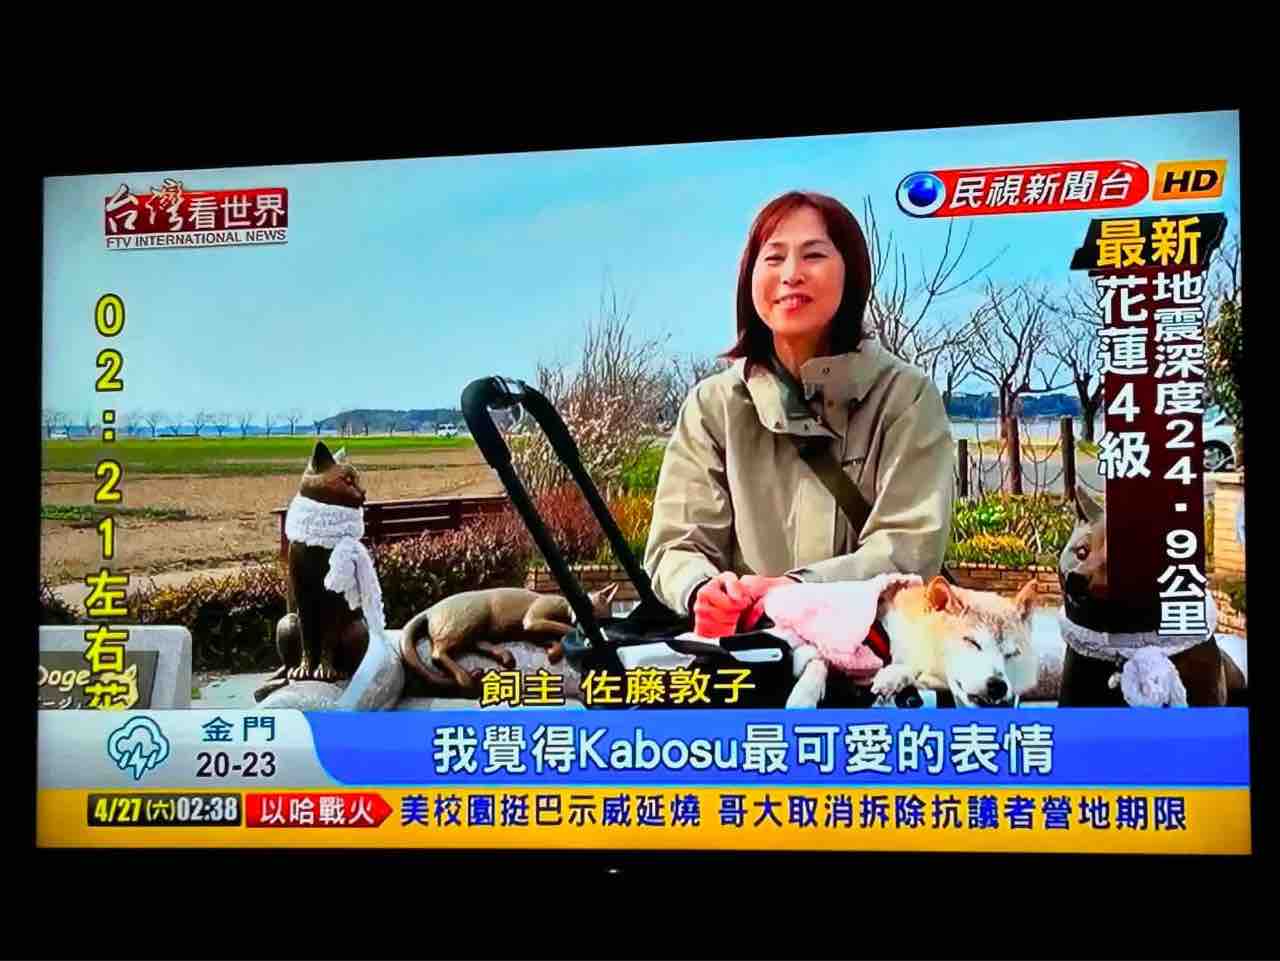 台灣看世界
FTV INTERNATIONAL NEWS
民視新聞台 HD
最新
地震深度24.9公里
花蓮4級
02:21左右花
Doge
飼主 佐藤敦子
金門
20-23
我覺得Kabosu最可愛的表情
4/27(六)02:38
以哈戰火
美校園挺巴示威延燒 哥大取消拆除抗議者營地期限